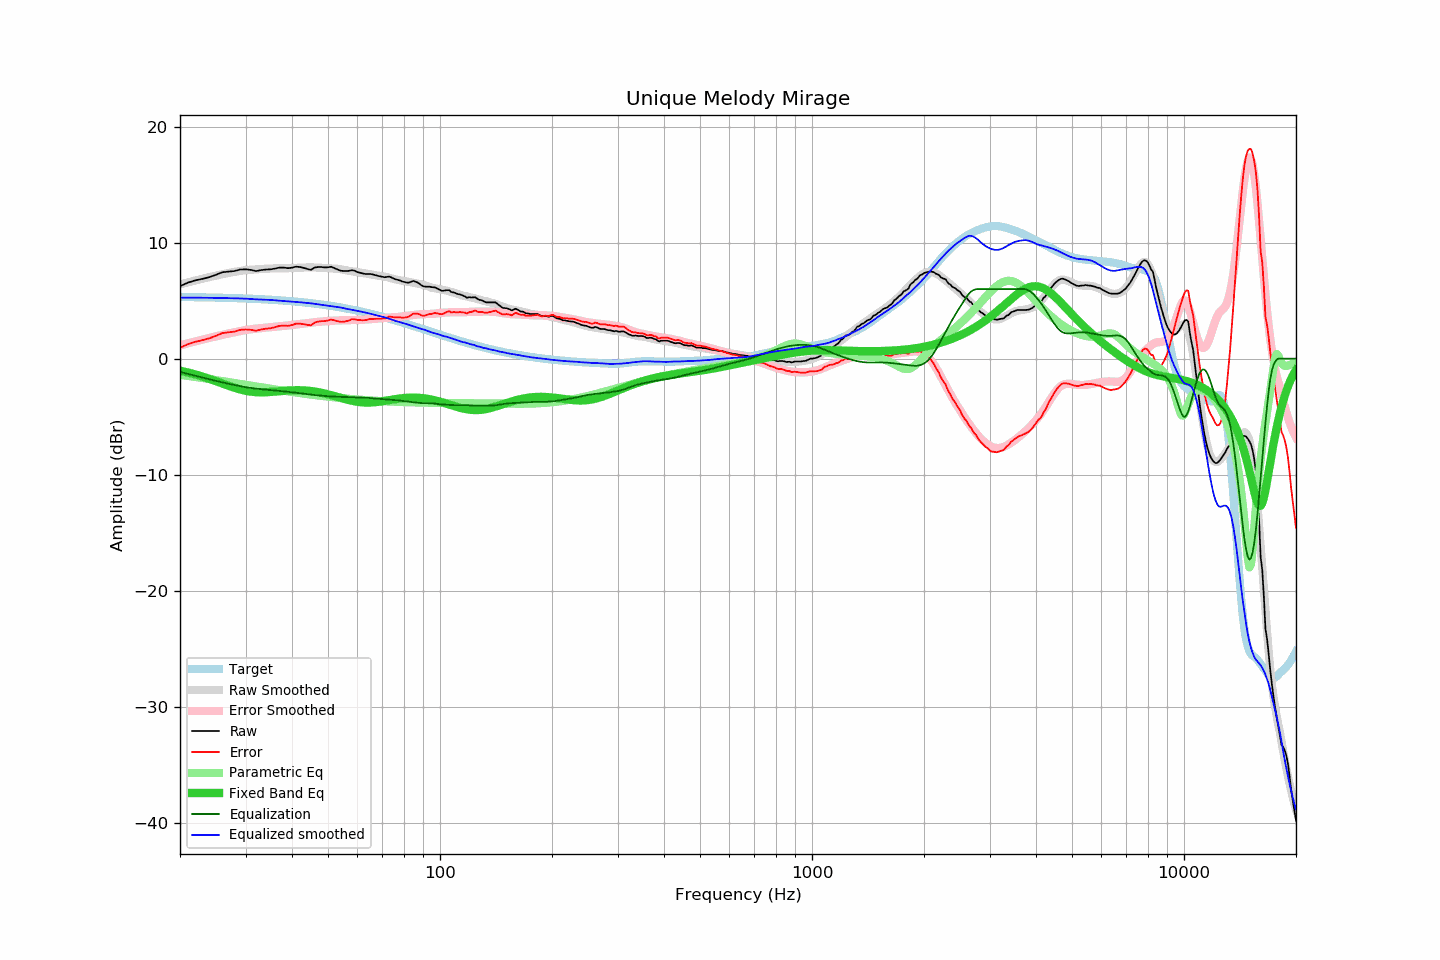 Unique Melody Mirage
20
10
0
−10
−20
−30
−40
Amplitude (dBr)
Target
Raw Smoothed
Error Smoothed
Raw
Error
Parametric Eq
Fixed Band Eq
Equalization
Equalized smoothed
100
1000
10000
Frequency (Hz)